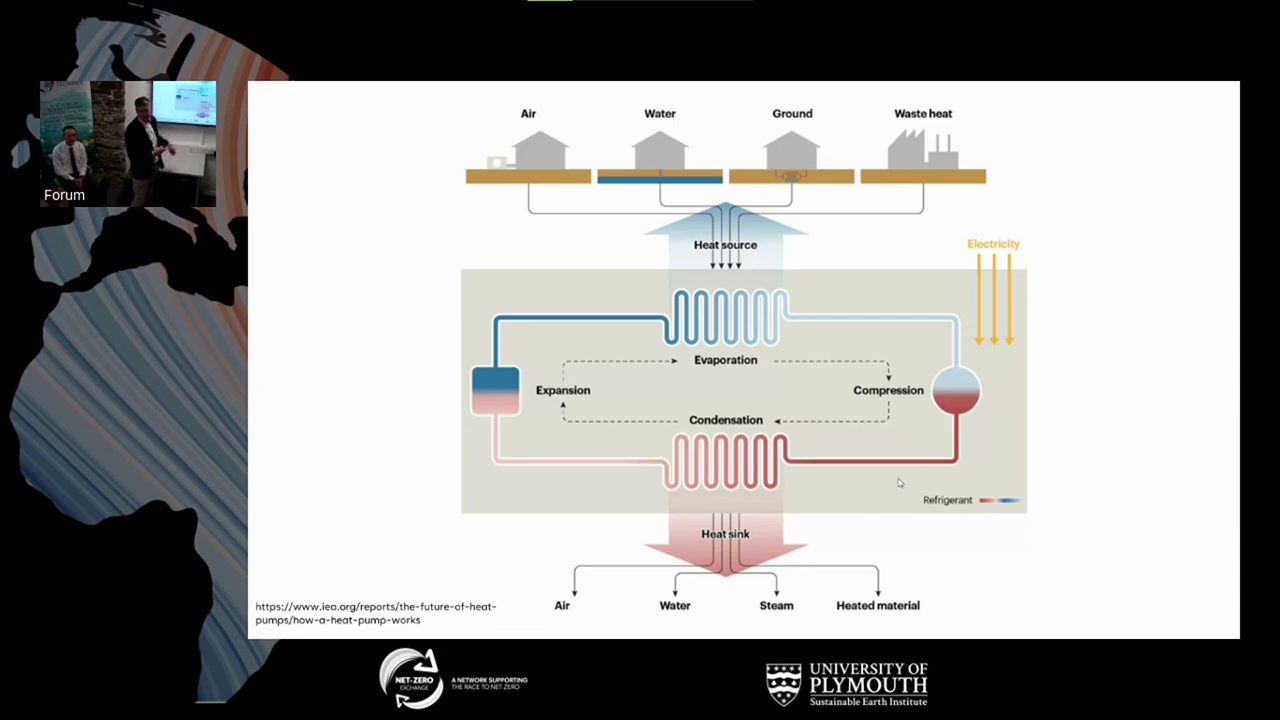 Air
Water
Ground
Waste heat
Heat source
Electricity
Evaporation
Expansion
Compression
Condensation
Refrigerant
Heat sink
Air
Water
Steam
Heated material
https://www.iea.org/reports/the-future-of-heat-
pumps/how-a-heat-pump-works
Forum
NET-ZERO
EXCHANGE
A NETWORK SUPPORTING
THE RACE TO NET ZERO
UNIVERSITY OF
PLYMOUTH
Sustainable Earth Institute